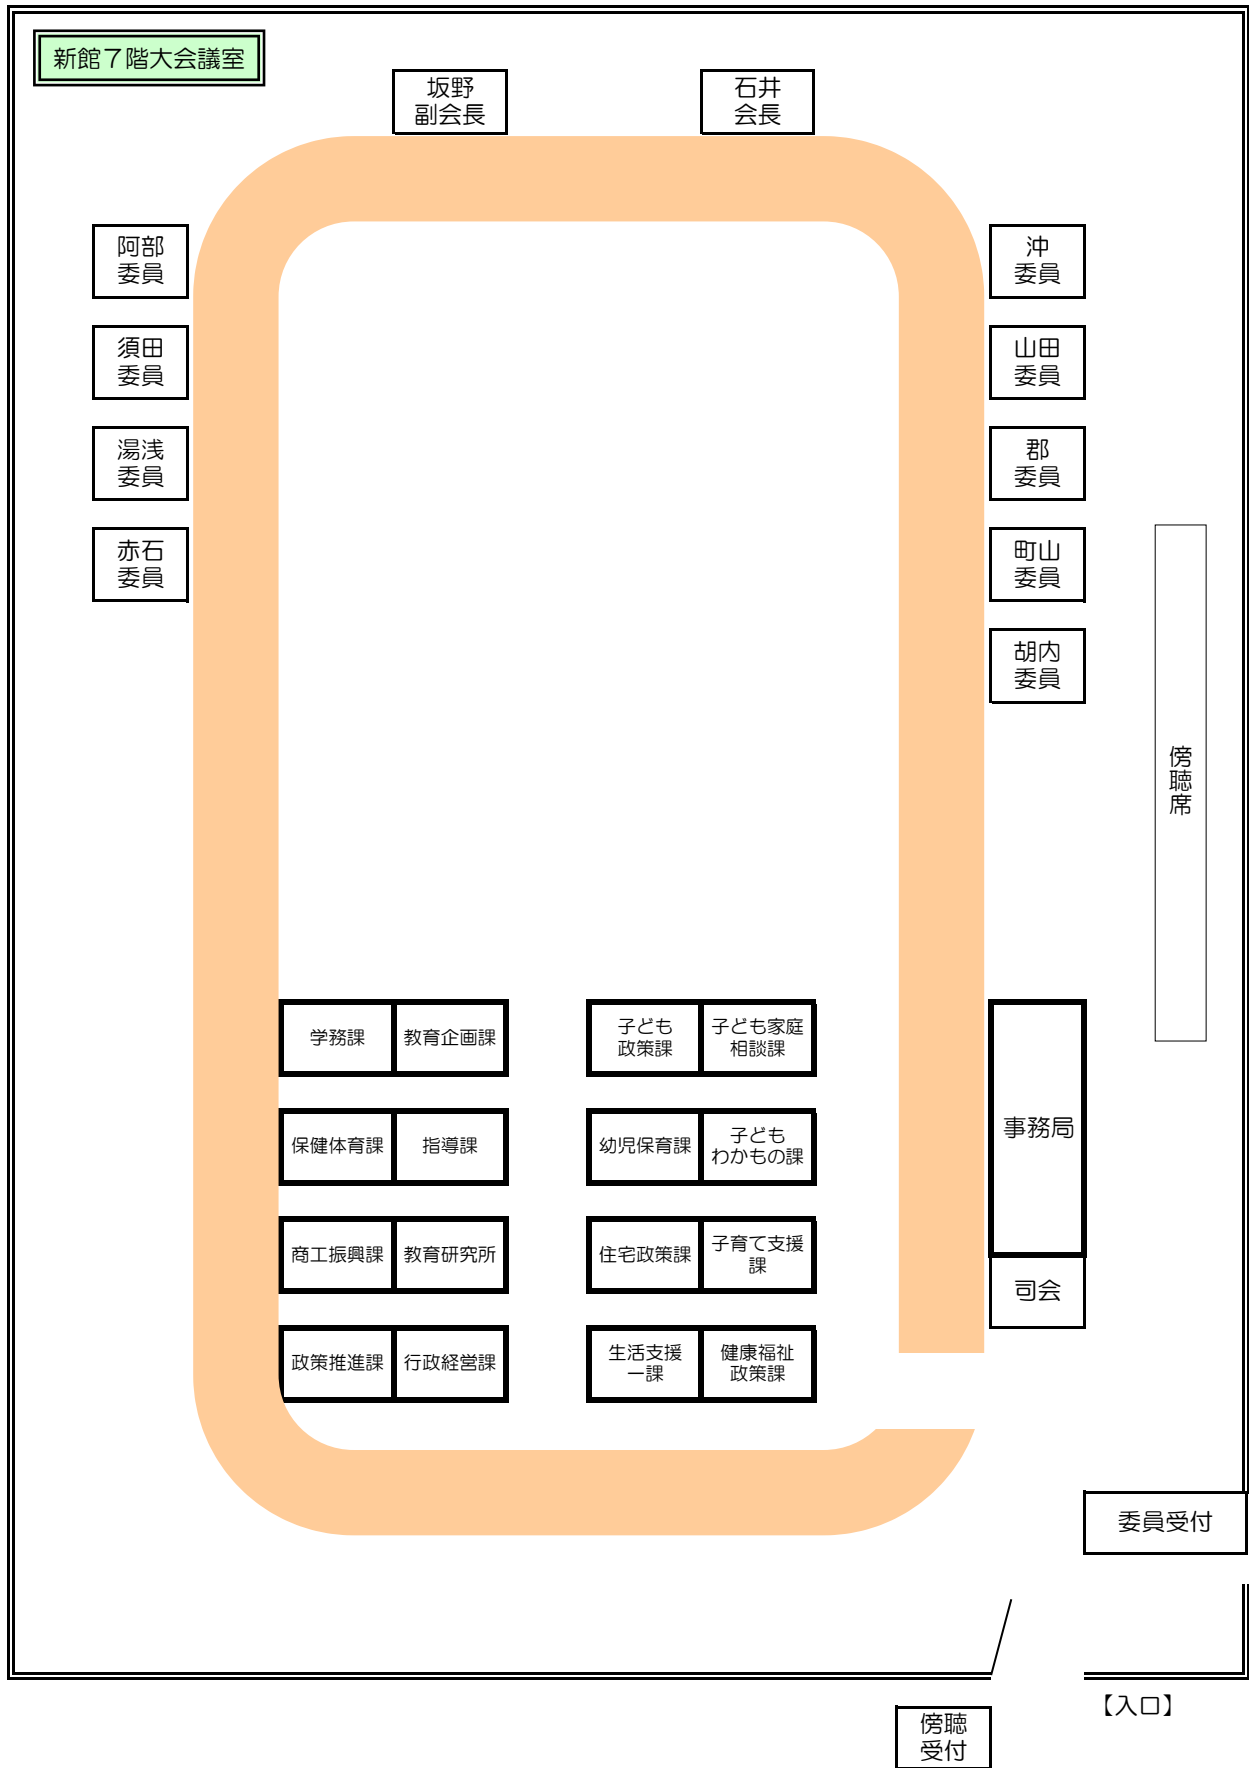 新館７階大会議室
坂野
副会長
石井
会長
阿部
委員
沖
委員
須田
委員
山田
委員
湯浅
委員
郡
委員
赤石
委員
町山
委員
胡内
委員
傍聴席
学務課
教育企画課
子ども
政策課
子ども家庭
相談課
事務局
保健体育課
指導課
幼児保育課
子ども
わかもの課
商工振興課
教育研究所
住宅政策課
子育て支援
課
司会
政策推進課
行政経営課
生活支援
一課
健康福祉
政策課
委員受付
【入口】
傍聴
受付